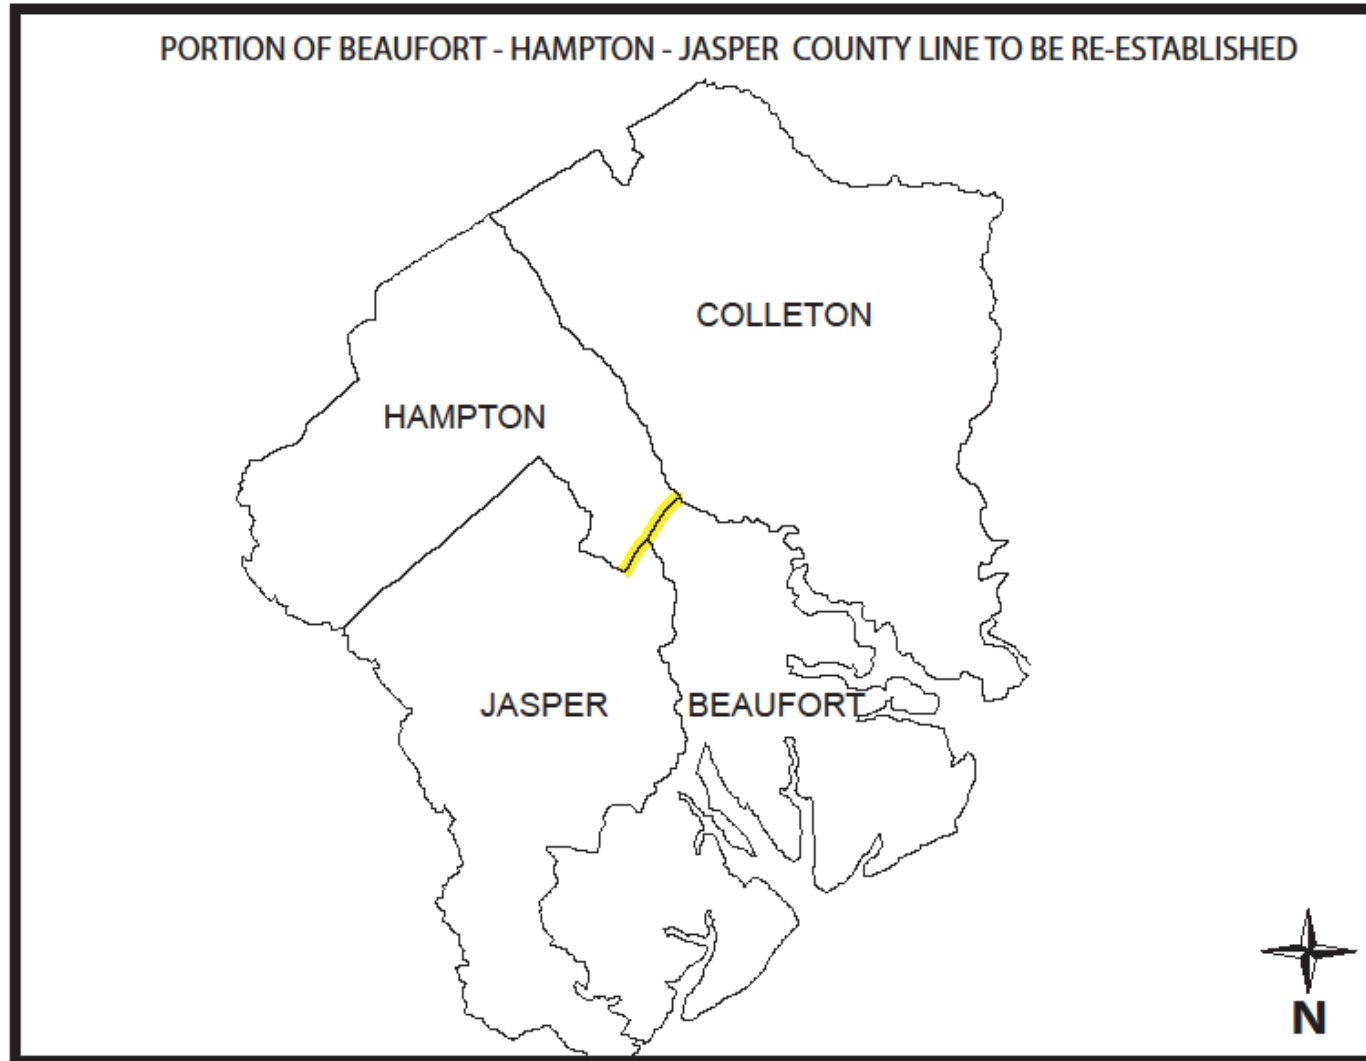 PORTION OF BEAUFORT - HAMPTON - JASPER COUNTY LINE TO BE RE-ESTABLISHED
COLLETON
HAMPTON
JASPER
BEAUFORT
N